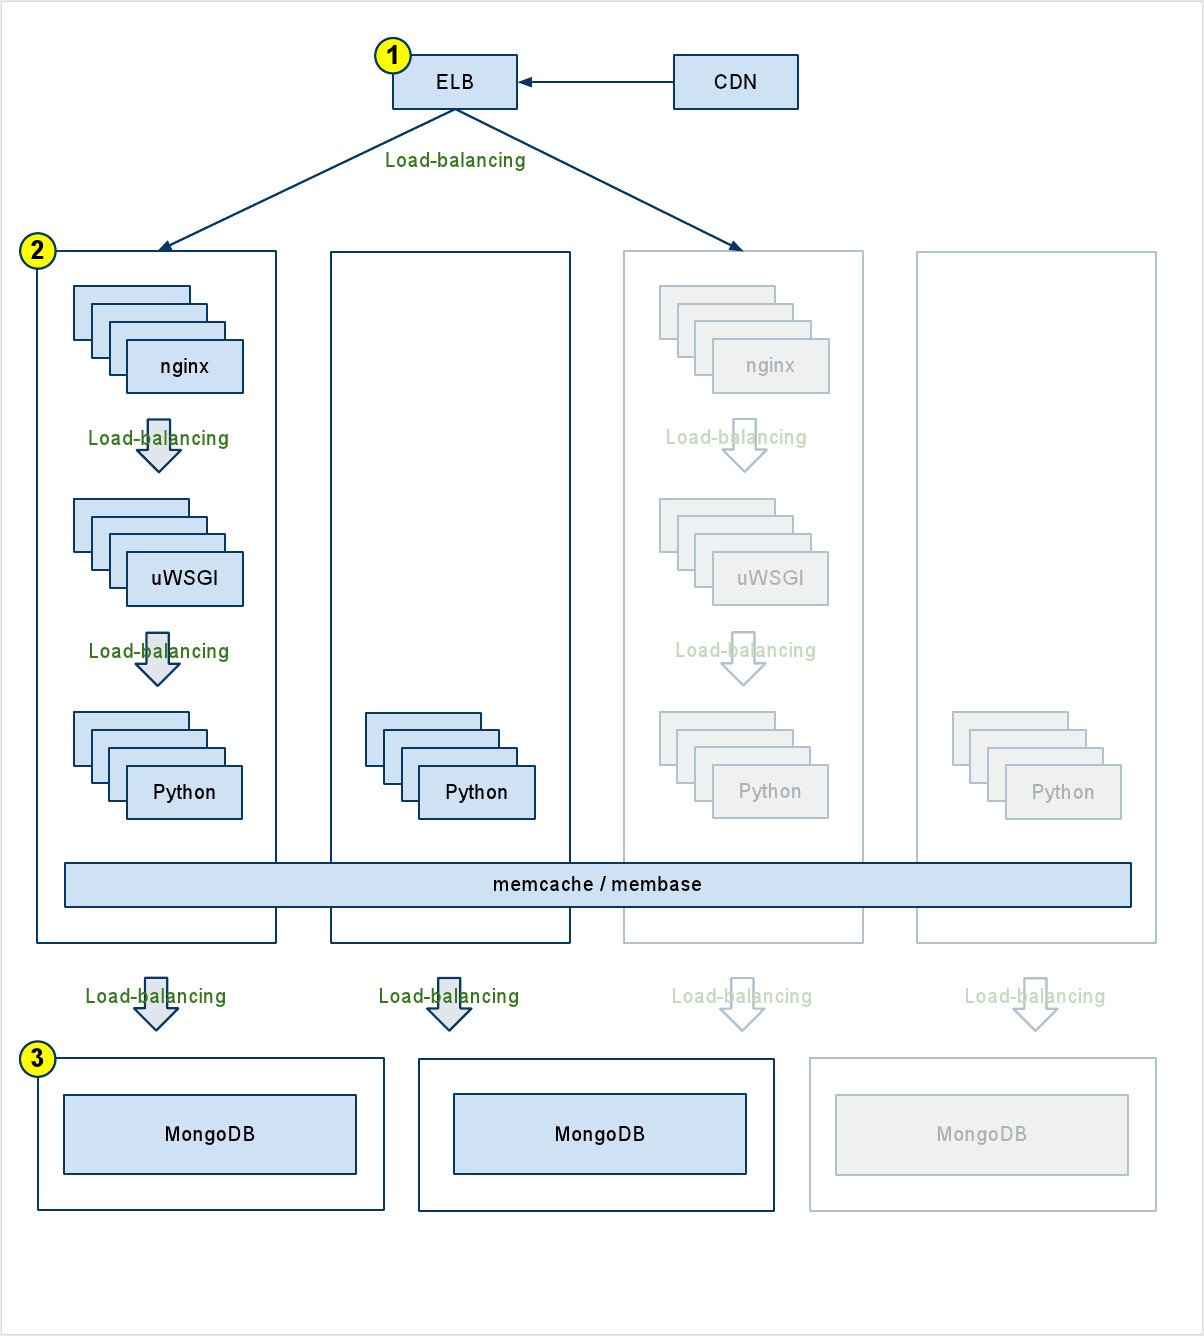 1
ELB
CDN
Load-balancing
2
nginx
nginx
Load-balancing
Load-balancing
uWSGI
uWSGI
Load-balancing
Load-balancing
Python
Python
Python
Python
memcache / membase
Load-balancing
Load-balancing
Load-balancing
Load-balancing
3
MongoDB
MongoDB
MongoDB